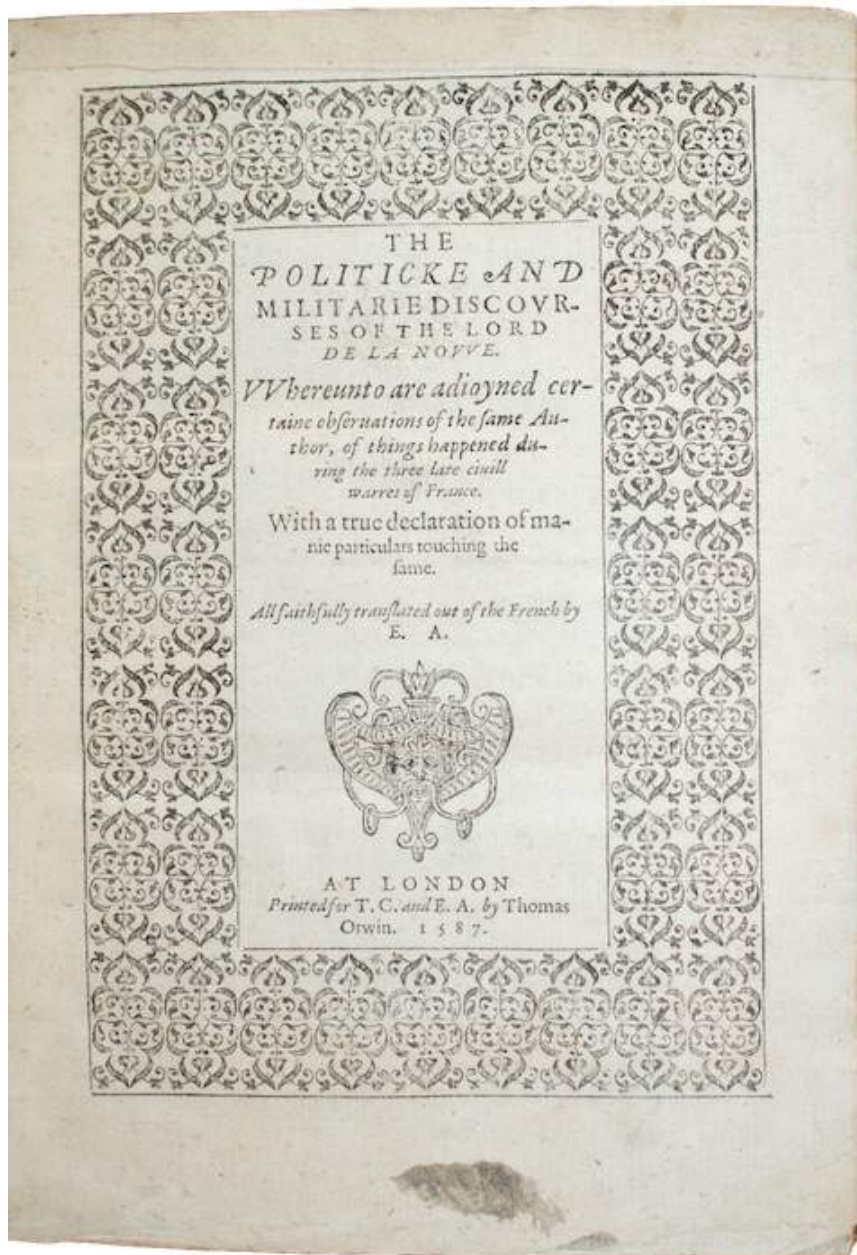 THE
POLITICKE AND
MILITARIE DISCOVR-
SES OF THE LORD
DE LA NOVVE.
VVhereunto are adioyned cer-
taine obſeruations of the ſame Au-
thor, of things happened du-
ring the three late ciuill
warres of France.
With a true declaration of ma-
nie particulars touching the
ſame.
All faithfully tranſlated out of the French by
E. A.
AT LONDON
Printed for T. C. and E. A. by Thomas
Orwin. 1587.